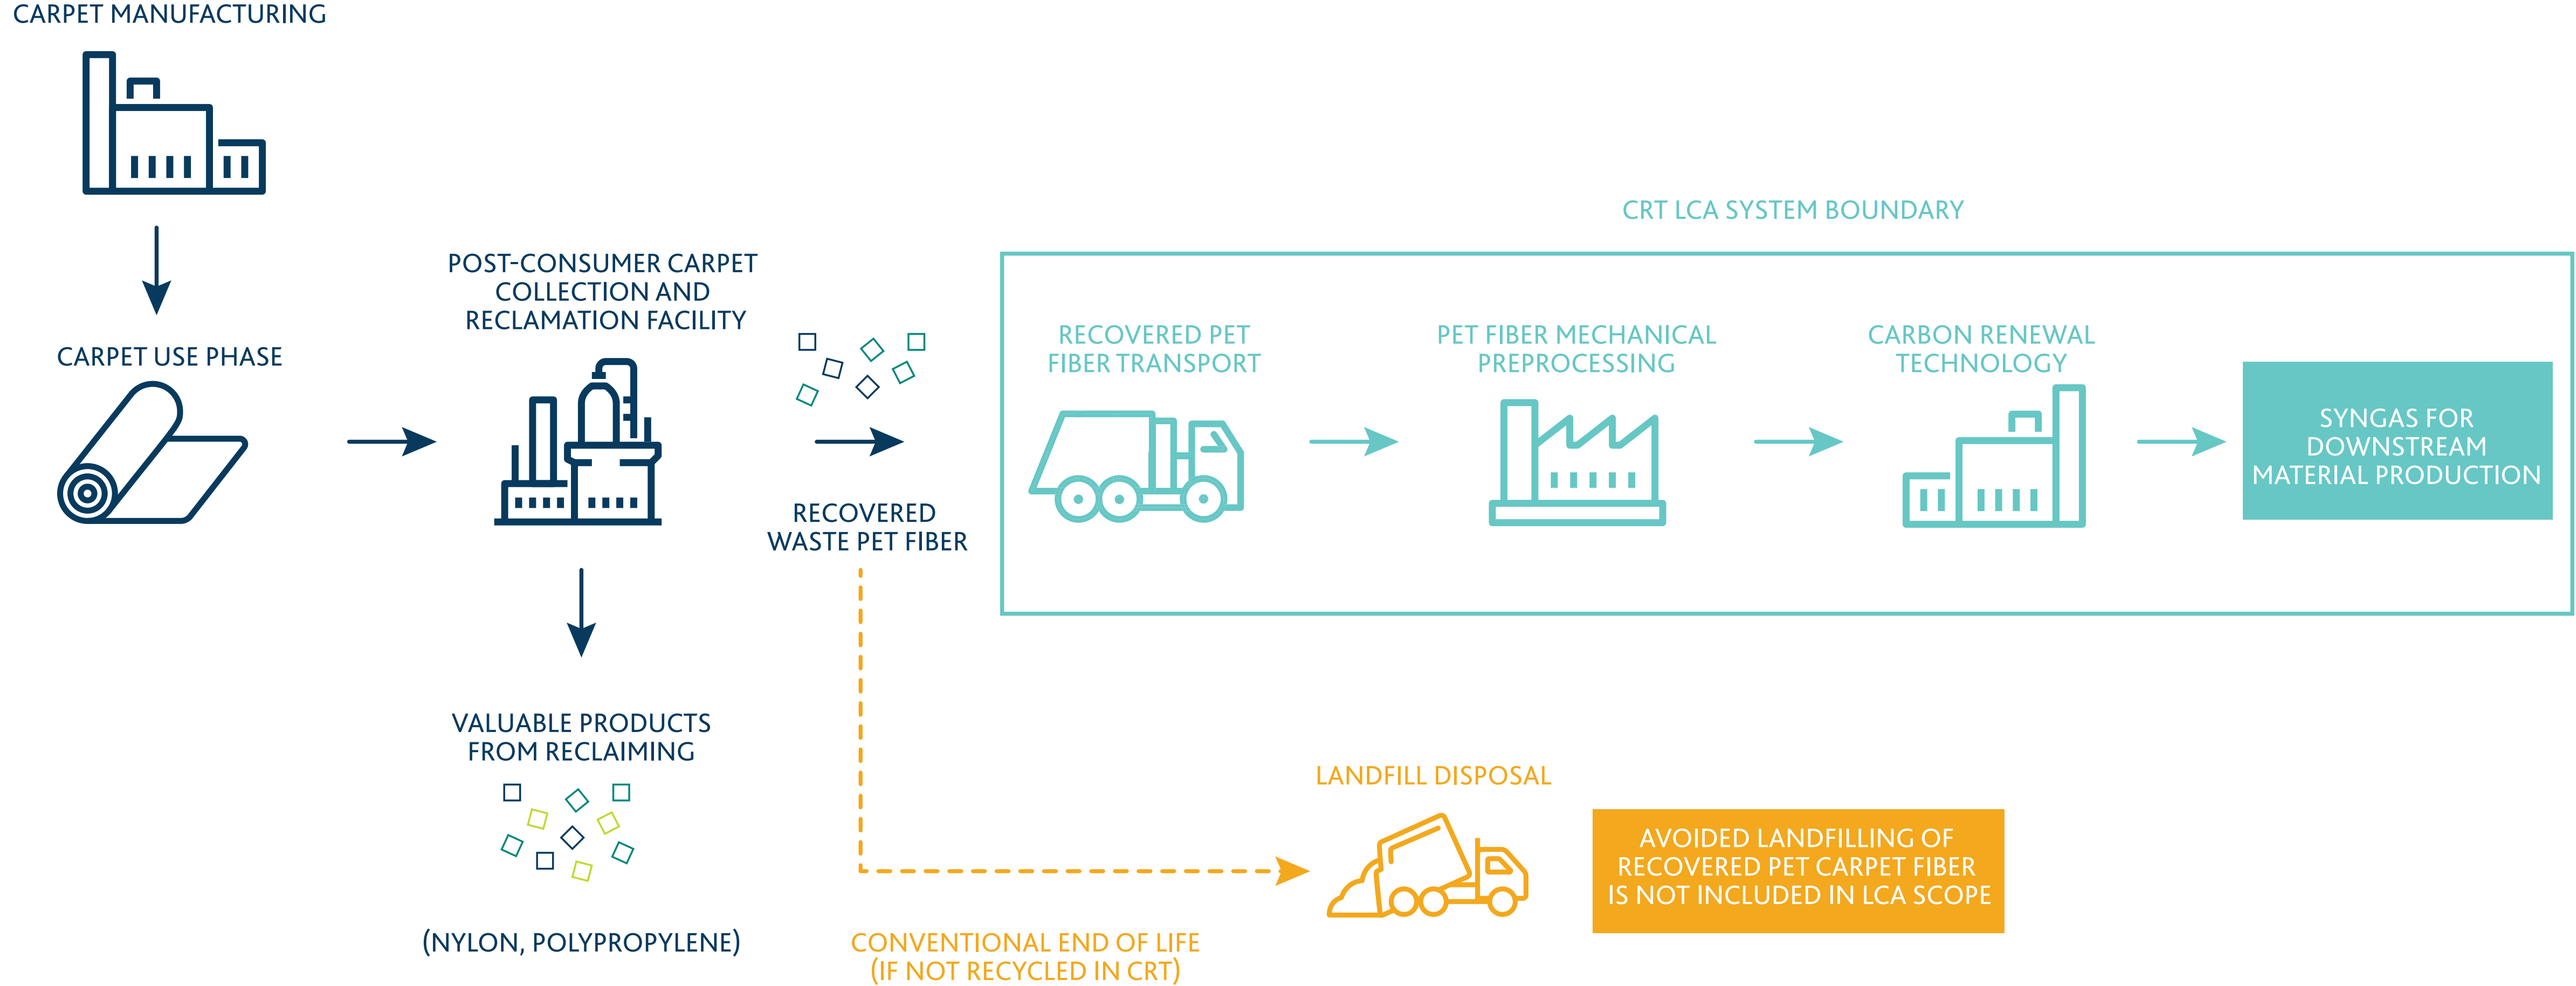 CARPET MANUFACTURING
CARPET USE PHASE
POST-CONSUMER CARPET
COLLECTION AND
RECLAMATION FACILITY
VALUABLE PRODUCTS
FROM RECLAIMING
(NYLON, POLYPROPYLENE)
RECOVERED
WASTE PET FIBER
CRT LCA SYSTEM BOUNDARY
RECOVERED PET
FIBER TRANSPORT
PET FIBER MECHANICAL
PREPROCESSING
CARBON RENEWAL
TECHNOLOGY
SYNGAS FOR
DOWNSTREAM
MATERIAL PRODUCTION
CONVENTIONAL END OF LIFE
(IF NOT RECYCLED IN CRT)
LANDFILL DISPOSAL
AVOIDED LANDFILLING OF
RECOVERED PET CARPET FIBER
IS NOT INCLUDED IN LCA SCOPE